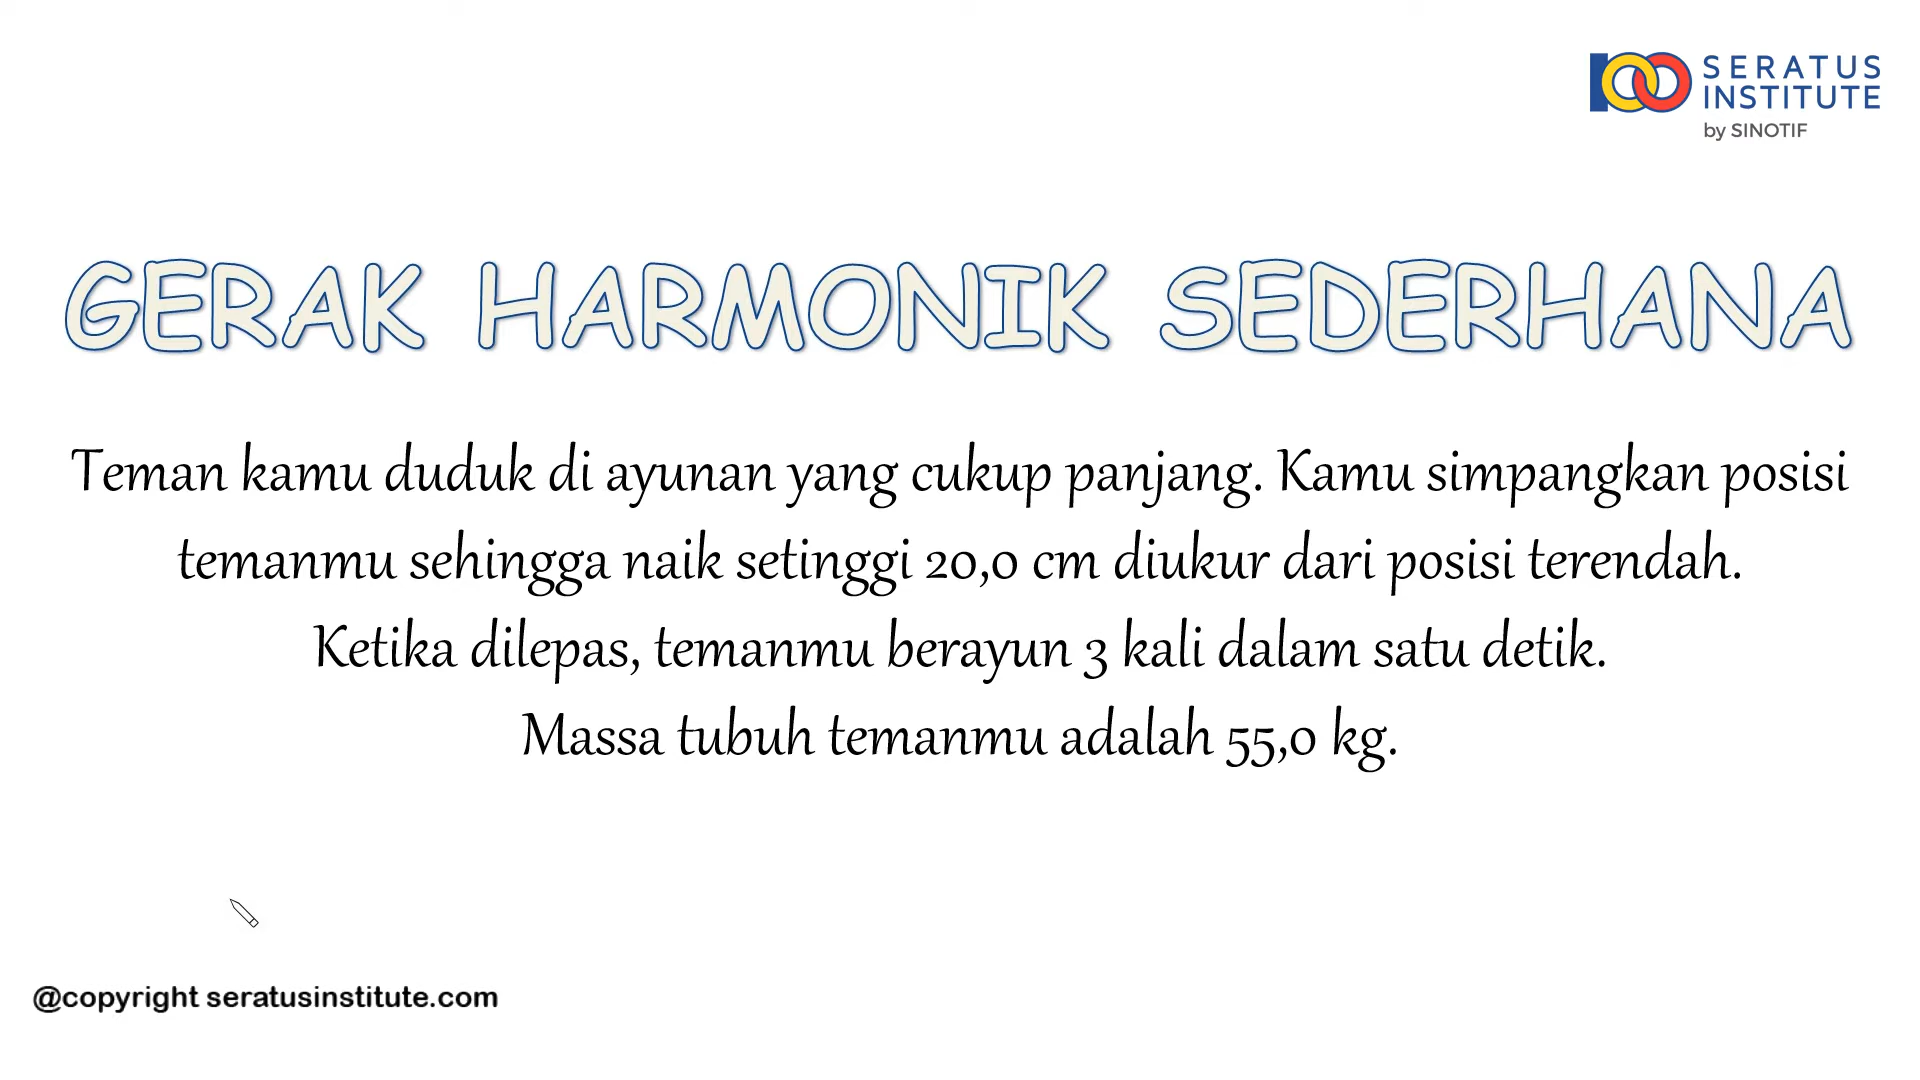 SERATUS
INSTITUTE
by SINOTIF
GERAK HARMONIK SEDERHANA
Teman kamu duduk di ayunan yang cukup panjang. Kamu simpangkan posisi
temanmu sehingga naik setinggi 20,0 cm diukur dari posisi terendah.
Ketika dilepas, temanmu berayun 3 kali dalam satu detik.
Massa tubuh temanmu adalah 55,0 kg.
@copyright seratusinstitute.com